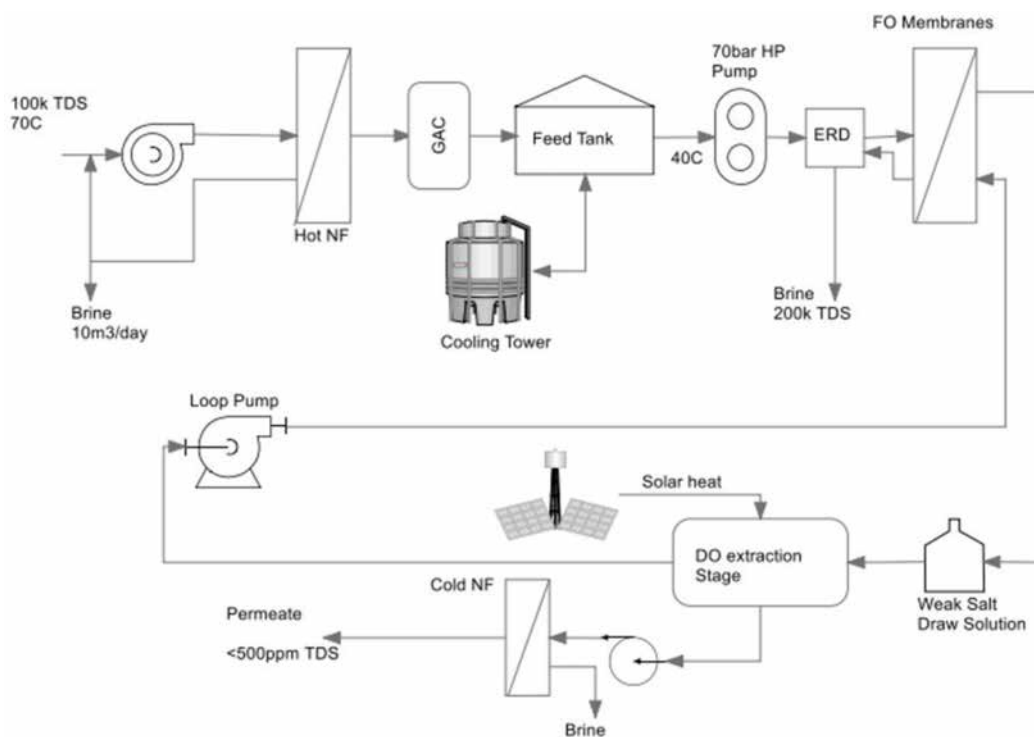 FO Membranes
70bar HP
Pump
100k TDS
70C
GAC
Feed Tank
40C
ERD
Hot NF
Brine
10m3/day
Cooling Tower
Brine
200k TDS
Loop Pump
Solar heat
DO extraction
Stage
Cold NF
Weak Salt
Draw Solution
Permeate
<500ppm TDS
Brine